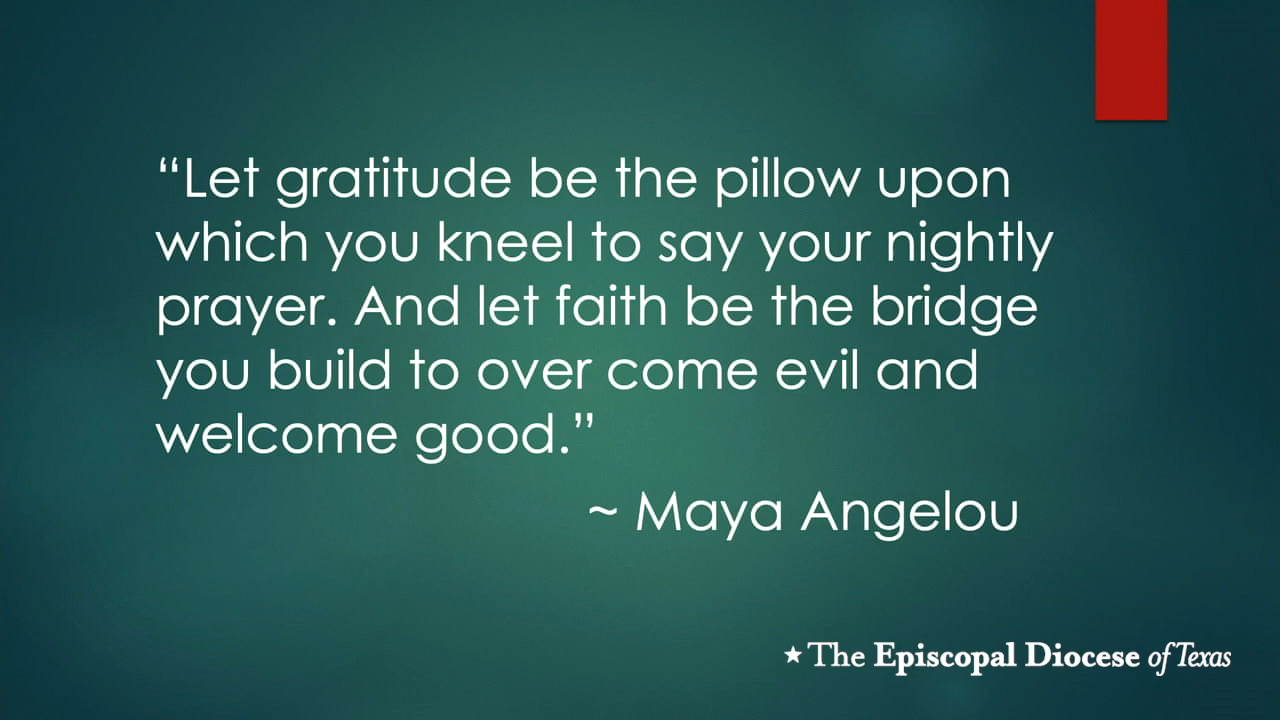 “Let gratitude be the pillow upon
which you kneel to say your nightly
prayer. And let faith be the bridge
you build to over come evil and
welcome good.”
~ Maya Angelou
The Episcopal Diocese of Texas